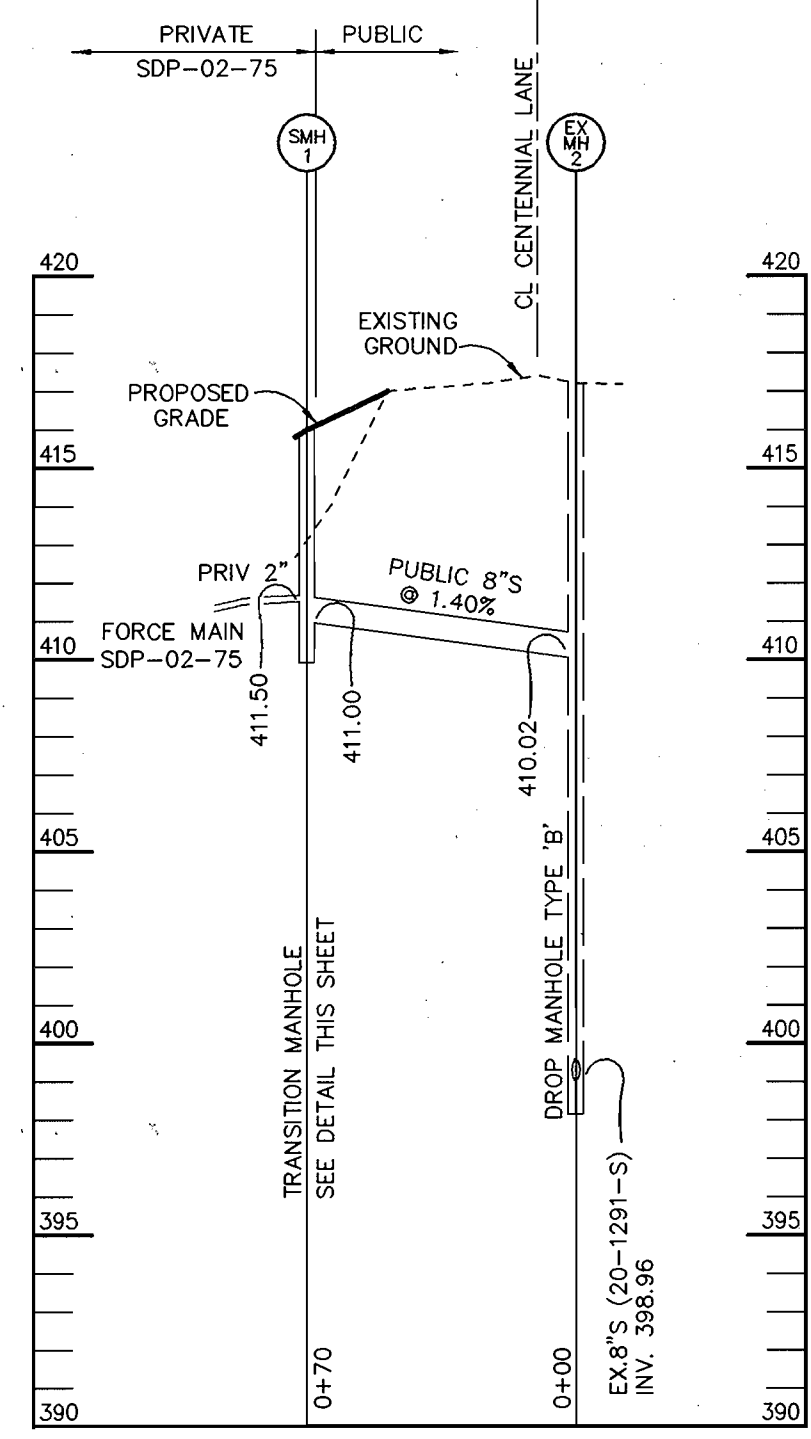 PRIVATE
PUBLIC
SDP-02-75
SMH
1
CL CENTENNIAL LANE
EX
MH
2
420
420
EXISTING
GROUND
PROPOSED
GRADE
415
415
PRIV 2"
PUBLIC 8"S
@ 1.40%
FORCE MAIN
SDP-02-75
410
410
411.50
411.00
410.02
405
405
DROP MANHOLE TYPE 'B'
TRANSITION MANHOLE
SEE DETAIL THIS SHEET
400
400
395
395
EX.8"S (20-1291-S)
INV. 398.96
0+70
0+00
390
390